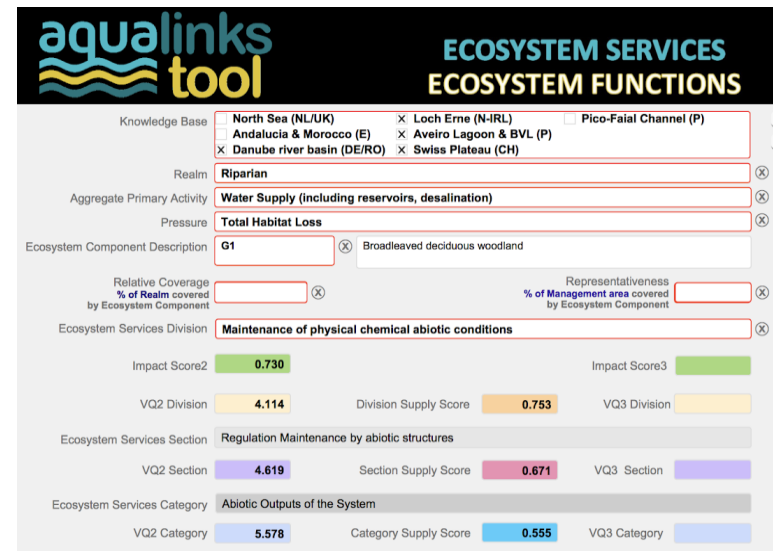 aqualinks
tool
ECOSYSTEM SERVICES
ECOSYSTEM FUNCTIONS
Knowledge Base
North Sea (NL/UK) X Loch Erne (N-IRL) Pico-Faial Channel (P)
Andalucia & Morocco (E) X Aveiro Lagoon & BVL (P)
X Danube river basin (DE/RO) X Swiss Plateau (CH)
Realm Riparian X
Aggregate Primary Activity Water Supply (including reservoirs, desalination) X
Pressure Total Habitat Loss X
Ecosystem Component Description G1 X Broadleaved deciduous woodland
Relative Coverage
% of Realm covered
by Ecosystem Component
X
Representativeness
% of Management area covered
by Ecosystem Component
X
Ecosystem Services Division Maintenance of physical chemical abiotic conditions X
Impact Score2 0.730 Impact Score3
VQ2 Division 4.114 Division Supply Score 0.753 VQ3 Division
Ecosystem Services Section Regulation Maintenance by abiotic structures
VQ2 Section 4.619 Section Supply Score 0.671 VQ3 Section
Ecosystem Services Category Abiotic Outputs of the System
VQ2 Category 5.578 Category Supply Score 0.555 VQ3 Category